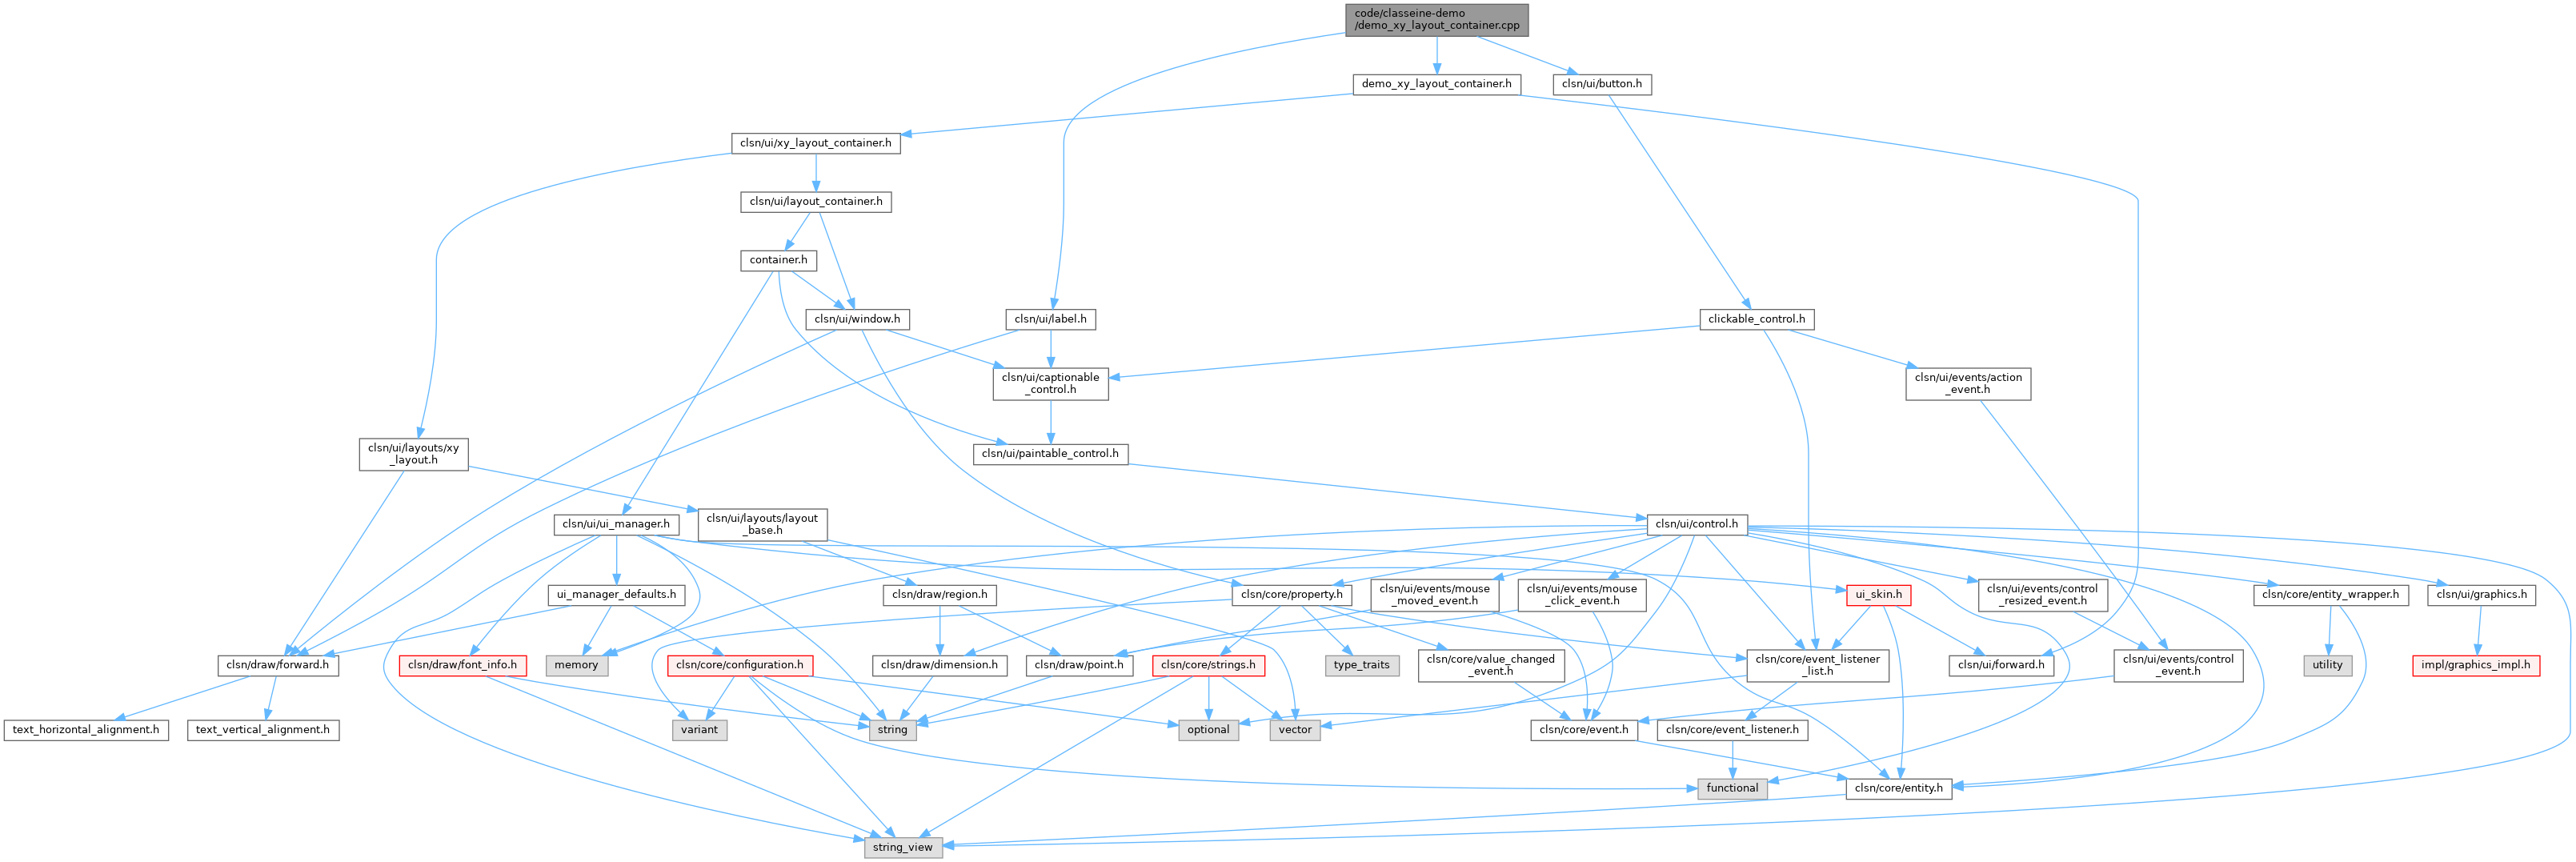 code/classeine-demo
/demo_xy_layout_container.cpp
demo_xy_layout_container.h
clsn/ui/button.h
clsn/ui/xy_layout_container.h
clsn/ui/layout_container.h
container.h
clsn/ui/window.h
clsn/ui/label.h
clickable_control.h
clsn/ui/captionable
_control.h
clsn/ui/events/action
_event.h
clsn/ui/layouts/xy
_layout.h
clsn/ui/paintable_control.h
clsn/ui/ui_manager.h
clsn/ui/layouts/layout
_base.h
clsn/ui/control.h
ui_manager_defaults.h
clsn/draw/region.h
clsn/core/property.h
clsn/ui/events/mouse
_moved_event.h
clsn/ui/events/mouse
_click_event.h
ui_skin.h
clsn/ui/events/control
_resized_event.h
clsn/core/entity_wrapper.h
clsn/ui/graphics.h
clsn/draw/forward.h
clsn/draw/font_info.h
memory
clsn/core/configuration.h
clsn/draw/dimension.h
clsn/draw/point.h
clsn/core/strings.h
type_traits
clsn/core/value_changed
_event.h
clsn/core/event_listener
_list.h
clsn/ui/forward.h
clsn/ui/events/control
_event.h
utility
impl/graphics_impl.h
text_horizontal_alignment.h
text_vertical_alignment.h
variant
string
optional
vector
clsn/core/event.h
clsn/core/event_listener.h
functional
clsn/core/entity.h
string_view